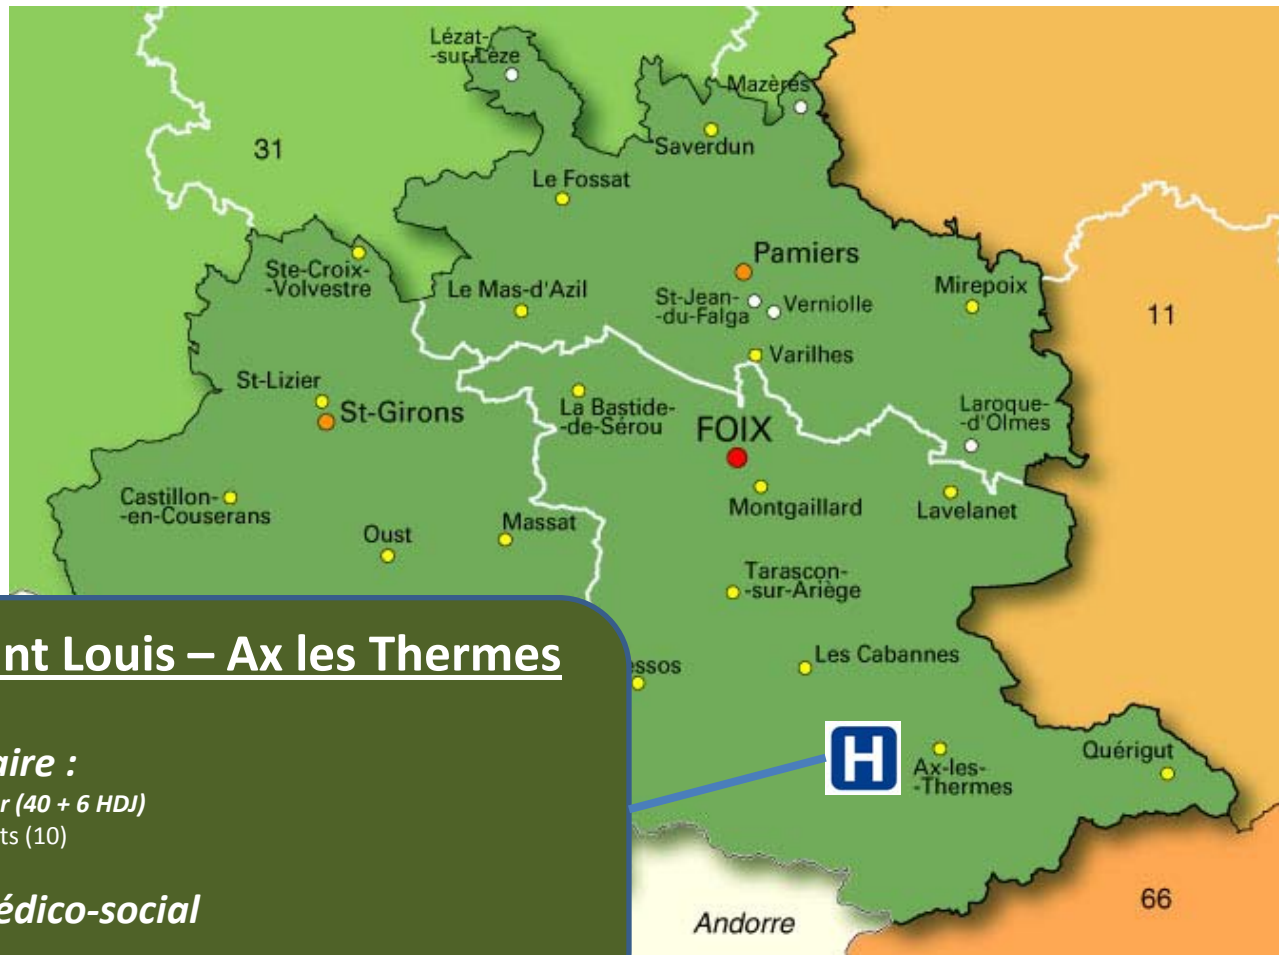 Lézat-
-sur-Lèze
Mazères
Saverdun
31
Le Fossat
Pamiers
Ste-Croix-
-Volvestre
Le Mas-d'Azil
St-Jean-
-du-Falga
Verniolle
Mirepoix
11
Varilhes
St-Lizier
St-Girons
La Bastide-
-de-Sérou
FOIX
Laroque-
-d'Olmes
Castillon-
-en-Couserans
Oust
Massat
Montgaillard
Lavelanet
Tarascon-
-sur-Ariège
Les Cabannes
essos
nt Louis – Ax les Thermes
aire :
r (40 + 6 HDJ)
ts (10)
édico-social
H
Ax-les-
-Thermes
Quérigut
Andorre
66